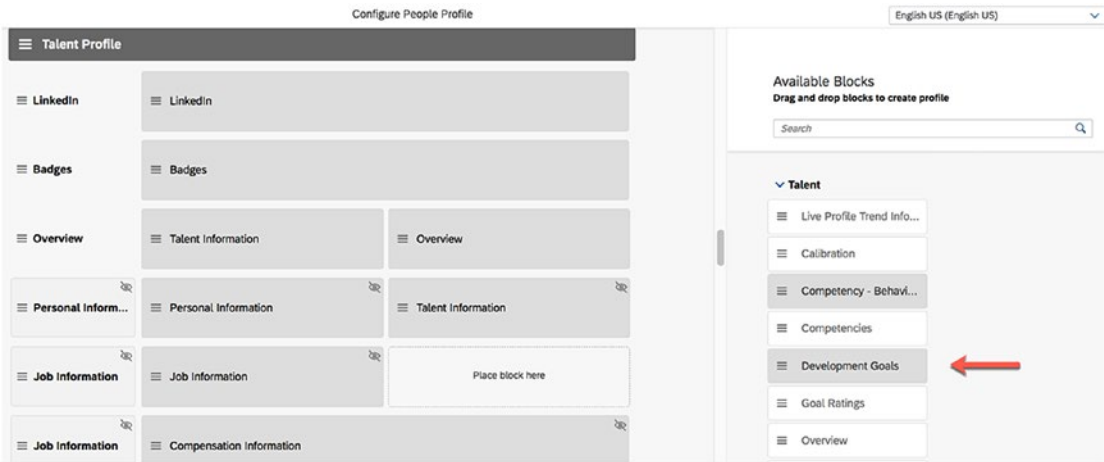 Configure People Profile
English US (English US)
Talent Profile
LinkedIn
LinkedIn
Badges
Badges
Overview
Talent Information
Overview
Personal Inform...
Personal Information
Talent Information
Job Information
Job Information
Place block here
Job Information
Compensation Information
Available Blocks
Drag and drop blocks to create profile
Search
Talent
Live Profile Trend Info...
Calibration
Competency - Behavi...
Competencies
Development Goals
Goal Ratings
Overview